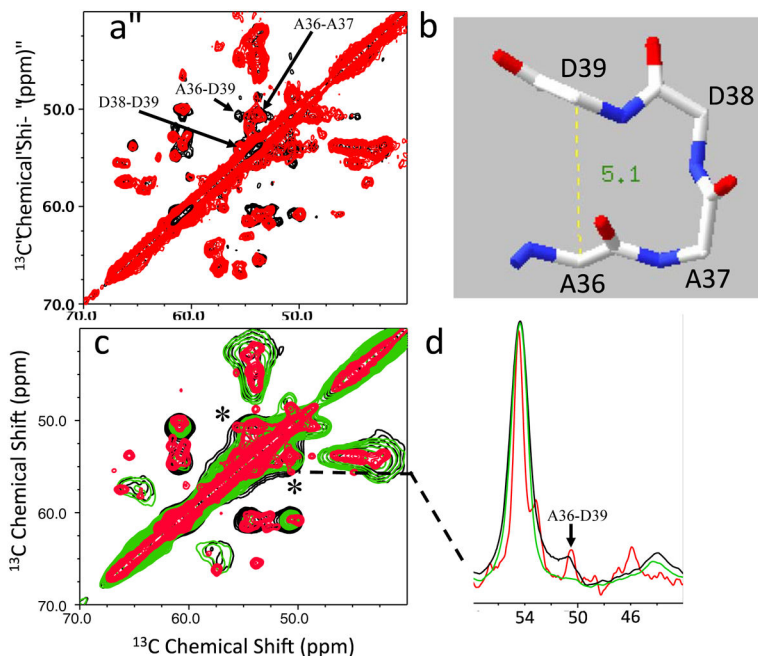 a"
A36-A37
A36-D39
D38-D39
50.0
60.0
70.0
70.0
60.0
50.0
¹³C"Chemical'Shi- '(ppm)"
b
D39
D38
5.1
A36
A37
c
*
*
50.0
60.0
70.0
70.0
60.0
50.0
¹³C Chemical Shift (ppm)
¹³C Chemical Shift (ppm)
d
A36-D39
54
50
46